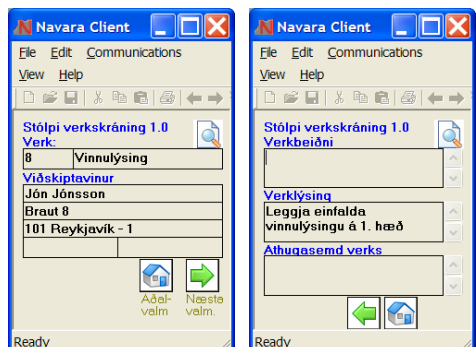 Navara Client
File Edit Communications
View Help
Stólpi verkskráning 1.0
Verk:
8 Vinnulýsing
Viðskiptavinur
Jón Jónsson
Braut 8
101 Reykjavík - 1
Aðal-
valm
Næsta
valm.
Ready
Navara Client
File Edit Communications
View Help
Stólpi verkskráning 1.0
Verkbeiðni
Verklýsing
Leggja einfalda
vinnulýsingu á 1. hæð
Athugasemd verks
Ready